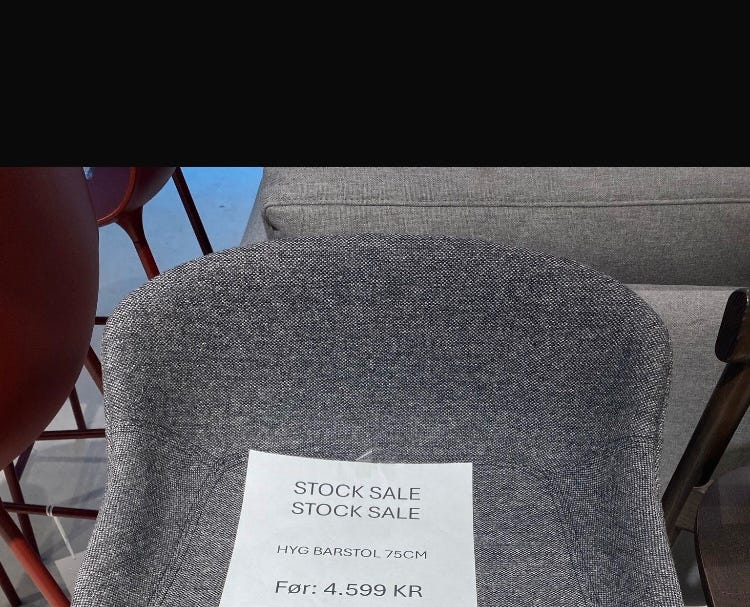 STOCK SALE
STOCK SALE
HYG BARSTOL 75CM
Før: 4.599 KR